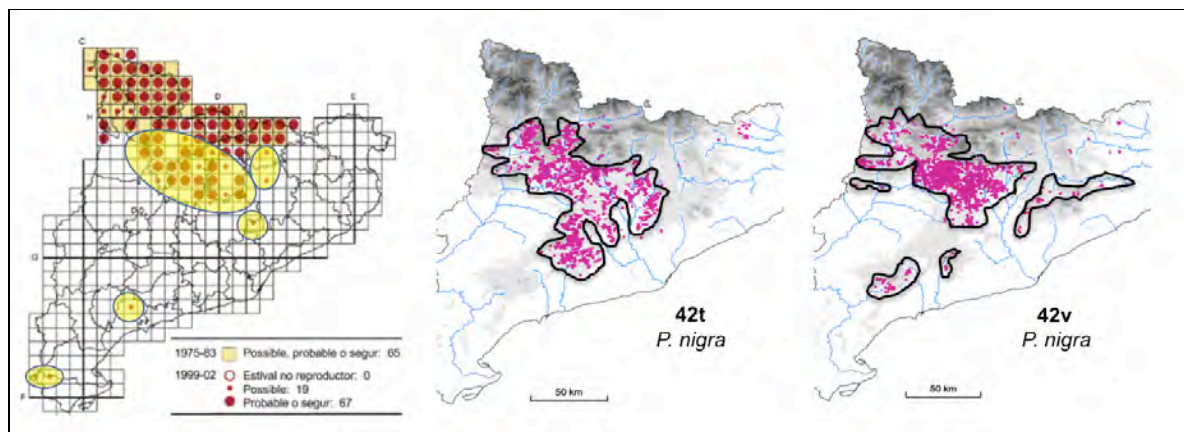 C
D
E
H
G
F
1975-83 Possible, probable o segur: 65
1999-02 Estival no reproductor: 0
Possible: 19
Probable o segur: 67
42t
P. nigra
50 km
42v
P. nigra
50 km